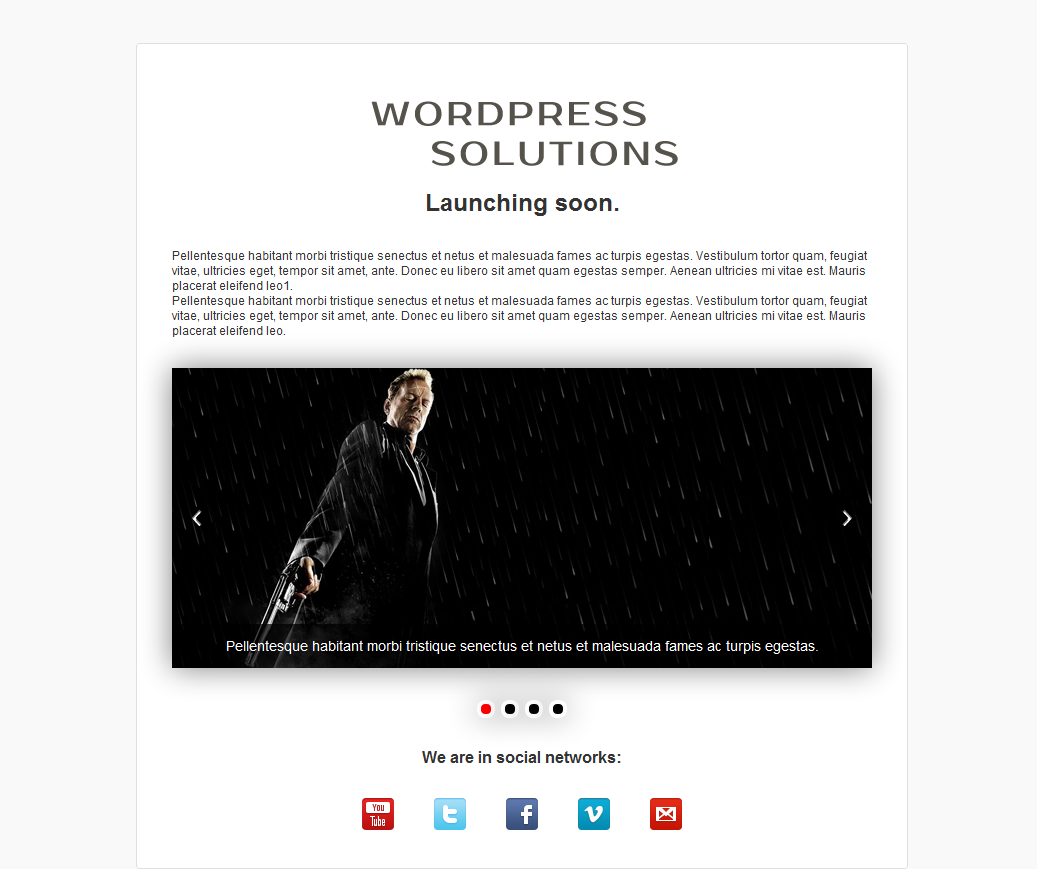 WORDPRESS
SOLUTIONS
Launching soon.
Pellentesque habitant morbi tristique senectus et netus et malesuada fames ac turpis egestas. Vestibulum tortor quam, feugiat
vitae, ultricies eget, tempor sit amet, ante. Donec eu libero sit amet quam egestas semper. Aenean ultricies mi vitae est. Mauris
placerat eleifend leo1.
Pellentesque habitant morbi tristique senectus et netus et malesuada fames ac turpis egestas. Vestibulum tortor quam, feugiat
vitae, ultricies eget, tempor sit amet, ante. Donec eu libero sit amet quam egestas semper. Aenean ultricies mi vitae est. Mauris
placerat eleifend leo.
Pellentesque habitant morbi tristique senectus et netus et malesuada fames ac turpis egestas.
We are in social networks:
You
Tube